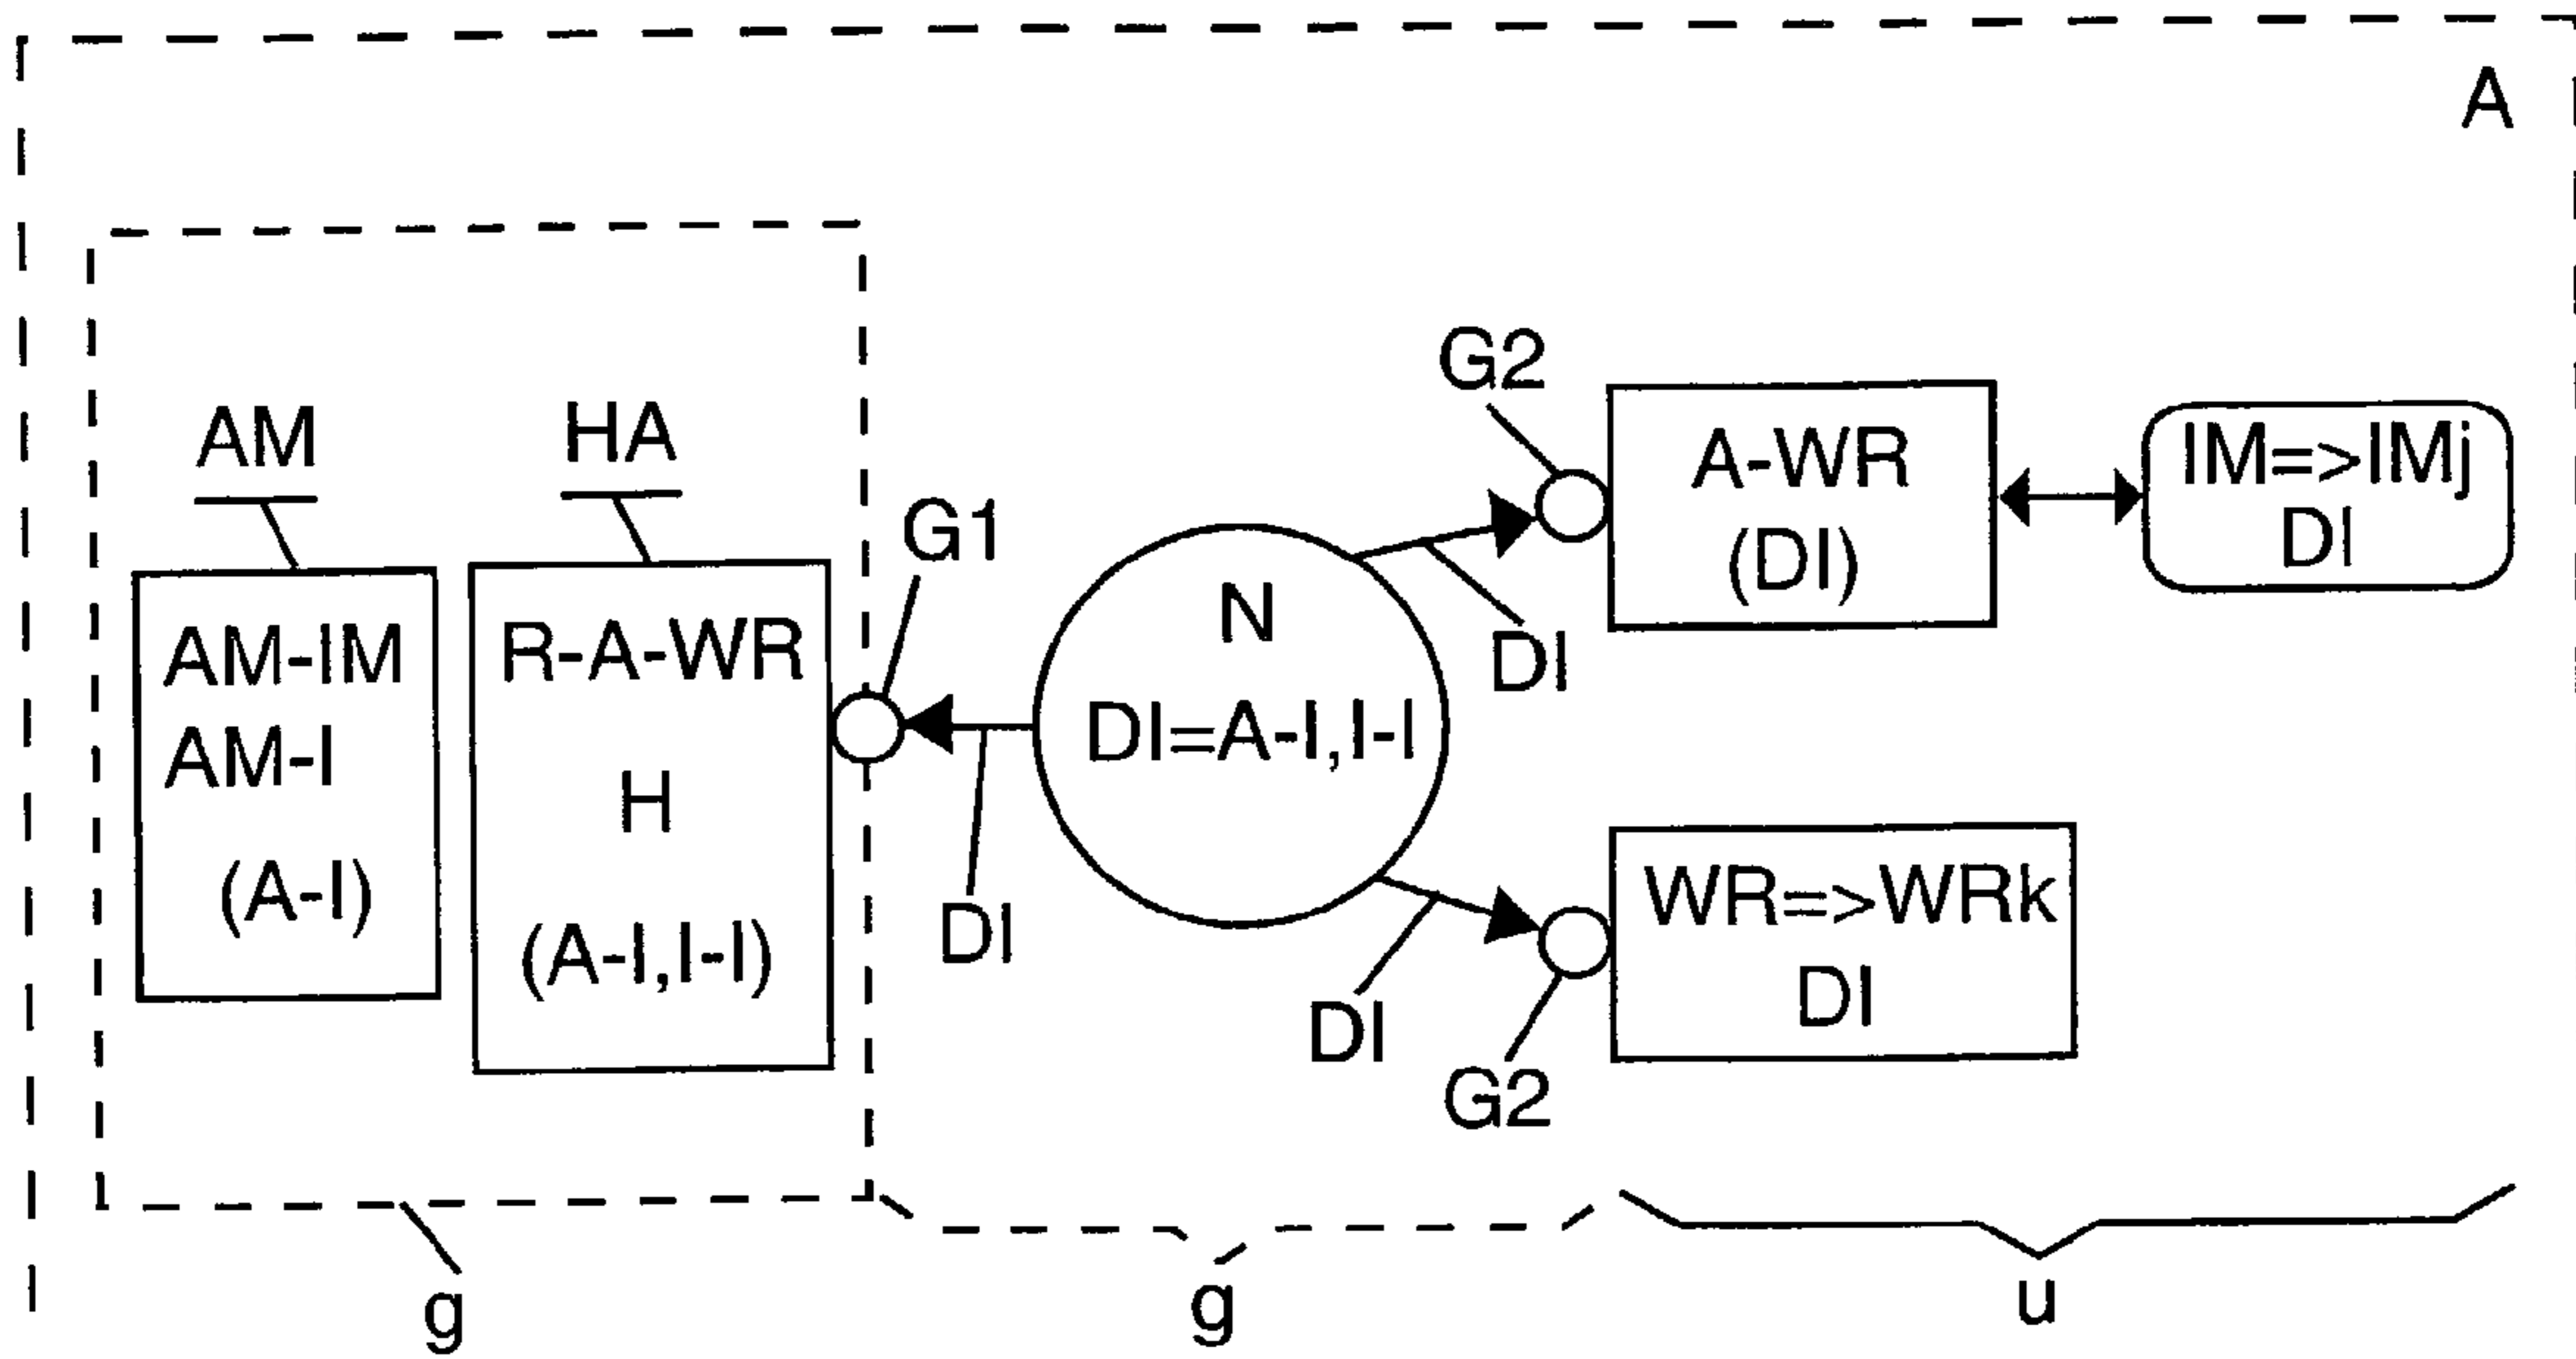 A
AM
HA
G1
G2
AM-IM
AM-I
(A-I)
R-A-WR
H
(A-I,I-I)
DI
N
DI=A-I,I-I
DI
DI
A-WR
(DI)
IM=>IMj
DI
WR=>WRk
DI
G2
g
g
u